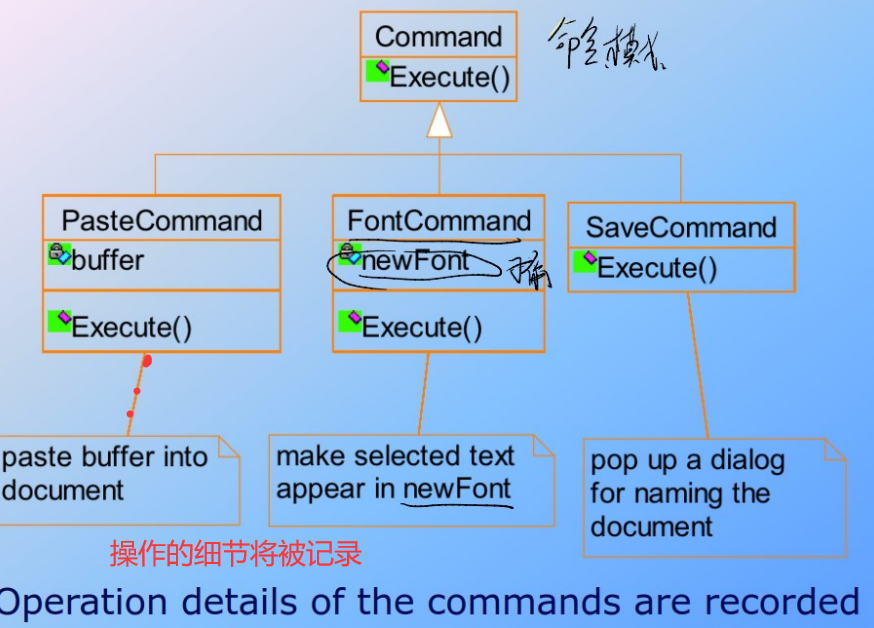 Command
命令模式
Execute()
PasteCommand
buffer
Execute()
FontCommand
newFont
Execute()
SaveCommand
Execute()
paste buffer into
document
make selected text
appear in newFont
pop up a dialog
for naming the
document
操作的细节将被记录
Operation details of the commands are recorded